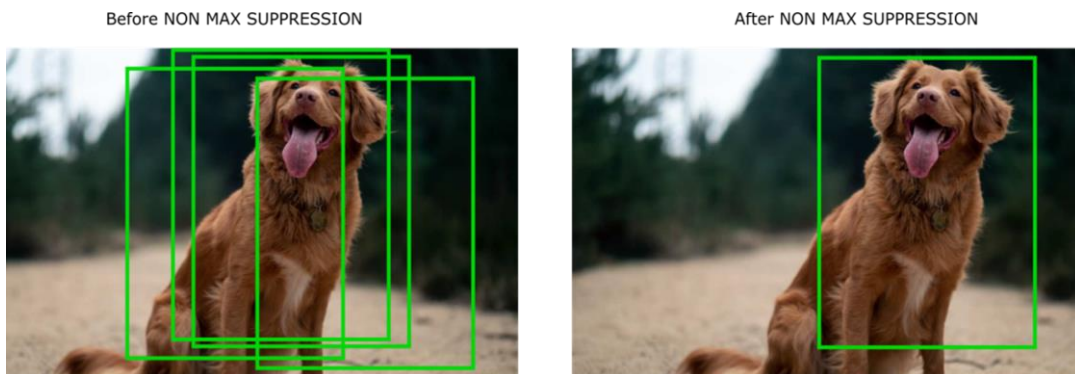 Before NON MAX SUPPRESSION
After NON MAX SUPPRESSION